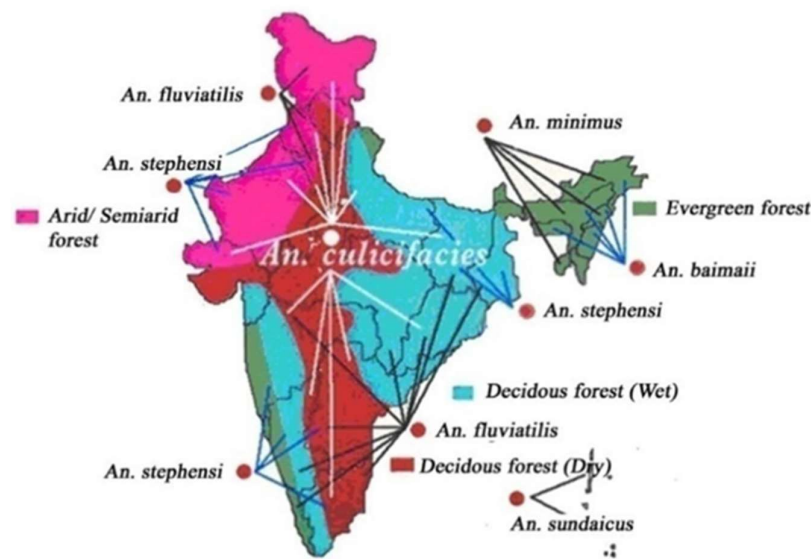 An. fluviatilis
An. minimus
An. stephensi
Arid/ Semiarid
forest
Evergreen forest
An. culicifacies
An. baimaii
An. stephensi
Decidous forest (Wet)
An. fluviatilis
An. stephensi
Decidous forest (Dry)
An. sundaicus